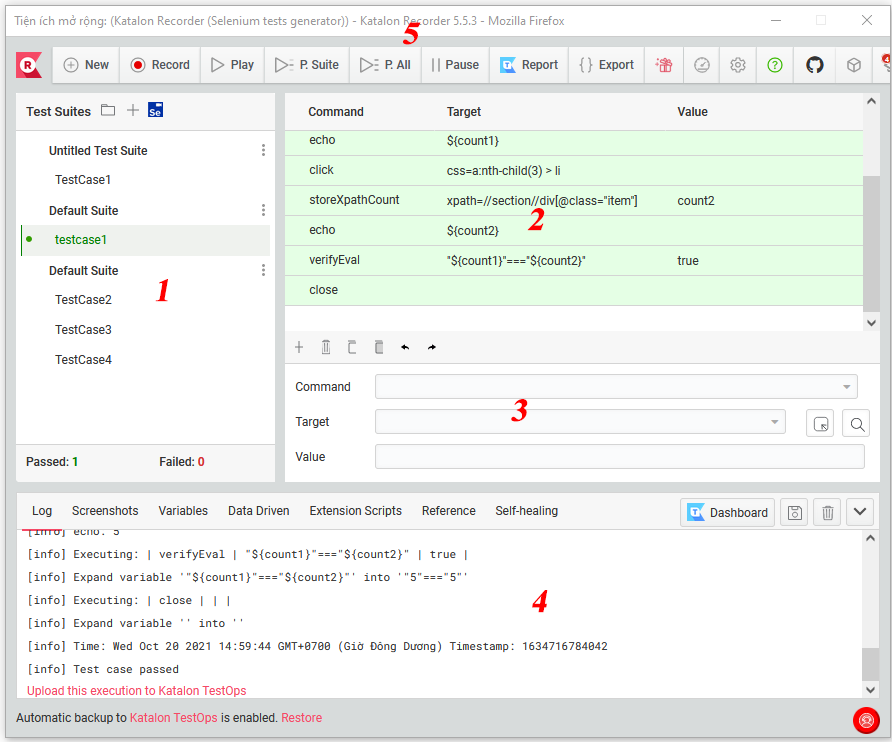 Tiện ích mở rộng: (Katalon Recorder (Selenium tests generator)) - Katalon Recorder 5.5.3 - Mozilla Firefox
5
R New Record Play P. Suite P. All Pause Report Export
Test Suites Se
Untitled Test Suite
TestCase1
Default Suite
testcase1
Default Suite
TestCase2
TestCase3
TestCase4
1
Passed: 1 Failed: 0
Command Target Value
echo ${count1}
click css=a:nth-child(3) > li
storeXpathCount xpath=//section//div[@class="item"] count2
echo ${count2}
verifyEval "${count1}"==="${count2}" true
close
2
Command
Target
Value
3
Log Screenshots Variables Data Driven Extension Scripts Reference Self-healing Dashboard
[info] echo: 5
[info] Executing: | verifyEval | "${count1}"==="${count2}" | true |
[info] Expand variable '"${count1}"==="${count2}"' into '"5"==="5"'
[info] Executing: | close | | |
[info] Expand variable '' into ''
[info] Time: Wed Oct 20 2021 14:59:44 GMT+0700 (Giờ Đông Dương) Timestamp: 1634716784042
[info] Test case passed
Upload this execution to Katalon TestOps
4
Automatic backup to Katalon TestOps is enabled. Restore